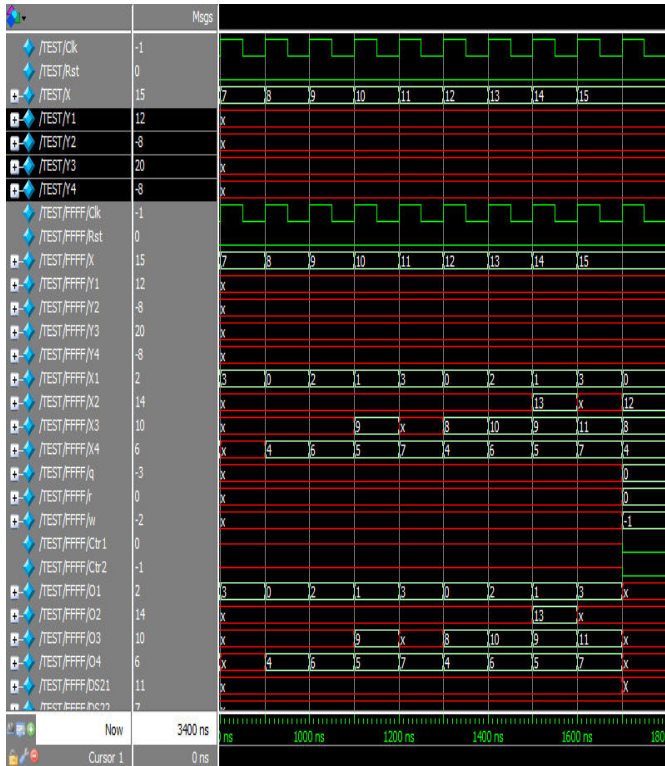 Msgs
/TEST/Clk -1
/TEST/Rst 0
/TEST/X 15 7 8 9 10 11 12 13 14 15
/TEST/Y1 12 x
/TEST/Y2 -8 x
/TEST/Y3 20 x
/TEST/Y4 -8 x
/TEST/FFFF/Clk -1
/TEST/FFFF/Rst 0
/TEST/FFFF/X 15 7 8 9 10 11 12 13 14 15
/TEST/FFFF/Y1 12 x
/TEST/FFFF/Y2 -8 x
/TEST/FFFF/Y3 20 x
/TEST/FFFF/Y4 -8 x
/TEST/FFFF/X1 2 3 0 2 1 3 0 2 1 3 0
/TEST/FFFF/X2 14 x 13 x 12
/TEST/FFFF/X3 10 x 9 x 8 10 9 11 8
/TEST/FFFF/X4 6 x 4 6 5 7 4 6 5 7 4
/TEST/FFFF/q -3 x 0
/TEST/FFFF/r 0 x 0
/TEST/FFFF/w -2 x -1
/TEST/FFFF/Ctr1 0
/TEST/FFFF/Ctr2 -1
/TEST/FFFF/O1 2 3 0 2 1 3 0 2 1 3 x
/TEST/FFFF/O2 14 x 13 x
/TEST/FFFF/O3 10 x 9 x 8 10 9 11 x
/TEST/FFFF/O4 6 x 4 6 5 7 4 6 5 7 x
/TEST/FFFF/DS21 11 x x
/TEST/FFFF/DS22 7
Now 3400 ns ns 1000 ns 1200 ns 1400 ns 1600 ns 180
Cursor 1 0 ns